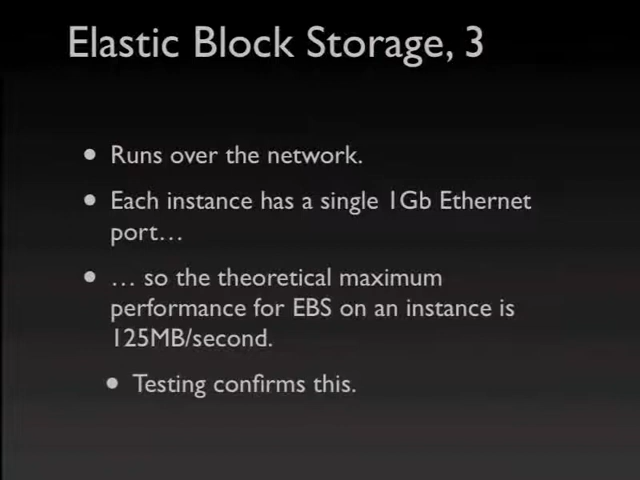 Elastic Block Storage, 3
• Runs over the network.
• Each instance has a single 1Gb Ethernet
port…
• … so the theoretical maximum
performance for EBS on an instance is
125MB/second.
• Testing confirms this.